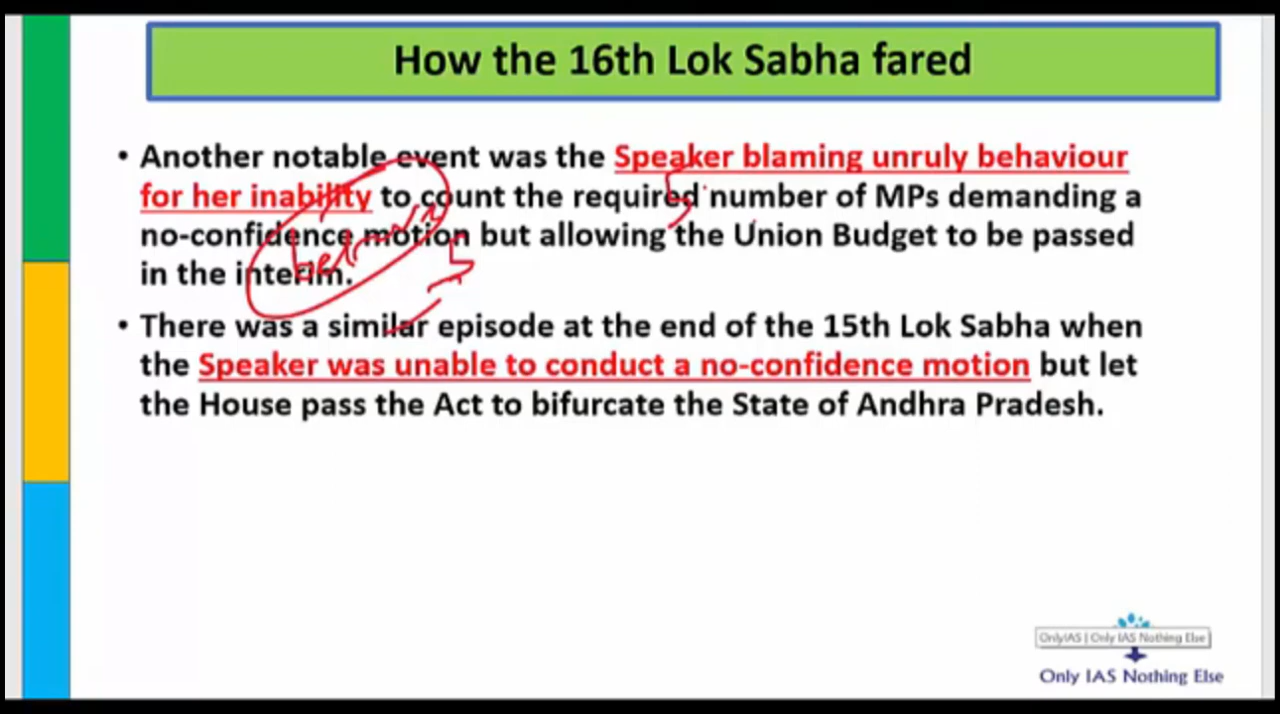 How the 16th Lok Sabha fared
• Another notable event was the Speaker blaming unruly behaviour
for her inability to count the required number of MPs demanding a
no-confidence motion but allowing the Union Budget to be passed
in the interim.
• There was a similar episode at the end of the 15th Lok Sabha when
the Speaker was unable to conduct a no-confidence motion but let
the House pass the Act to bifurcate the State of Andhra Pradesh.
OnlyIAS | Only IAS Nothing Else
Only IAS Nothing Else